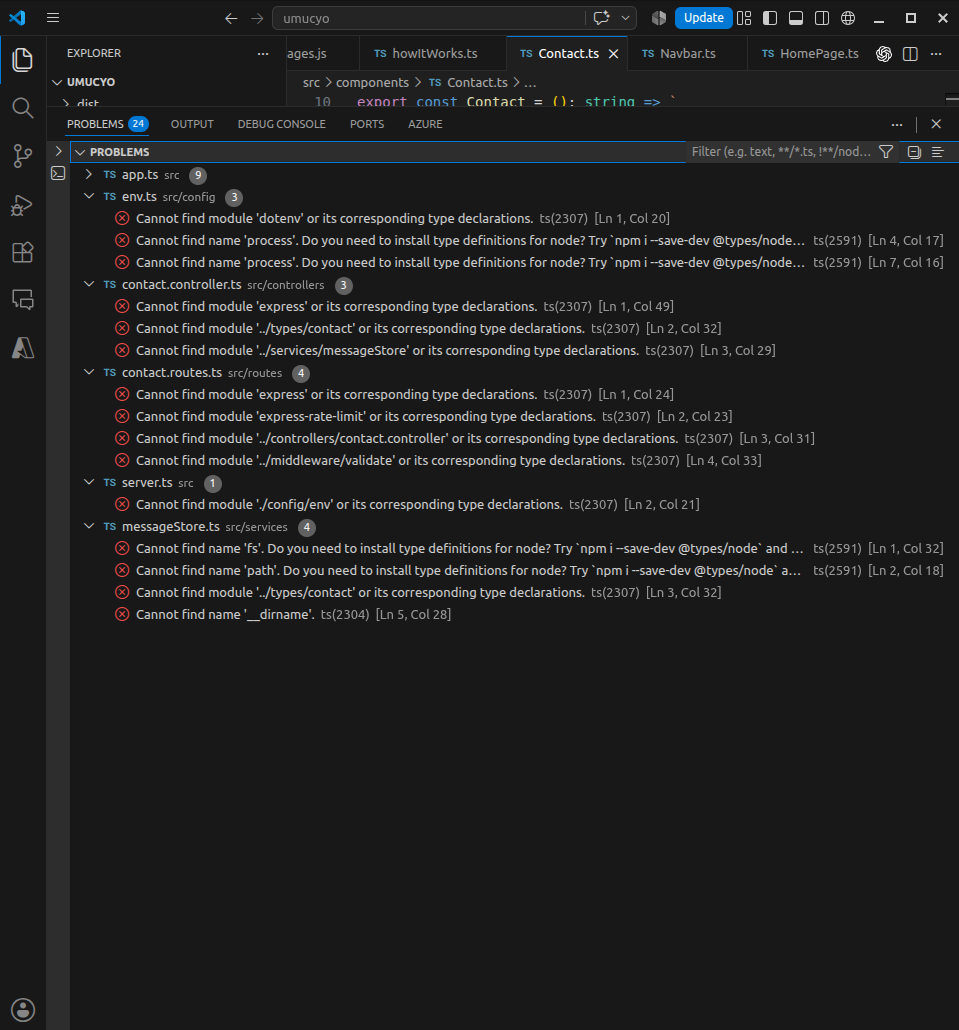 umucyo
Update
EXPLORER
ages.js
TS howItWorks.ts
TS Contact.ts
TS Navbar.ts
TS HomePage.ts
UMUCYO
src > components > TS Contact.ts > ...
dist
10 export const Contact = (): string => `
PROBLEMS 24
OUTPUT
DEBUG CONSOLE
PORTS
AZURE
PROBLEMS
Filter (e.g. text, **/*.ts, !**/nod...
TS app.ts src 9
TS env.ts src/config 3
Cannot find module 'dotenv' or its corresponding type declarations. ts(2307) [Ln 1, Col 20]
Cannot find name 'process'. Do you need to install type definitions for node? Try `npm i --save-dev @types/node... ts(2591) [Ln 4, Col 17]
Cannot find name 'process'. Do you need to install type definitions for node? Try `npm i --save-dev @types/node... ts(2591) [Ln 7, Col 16]
TS contact.controller.ts src/controllers 3
Cannot find module 'express' or its corresponding type declarations. ts(2307) [Ln 1, Col 49]
Cannot find module '../types/contact' or its corresponding type declarations. ts(2307) [Ln 2, Col 32]
Cannot find module '../services/messageStore' or its corresponding type declarations. ts(2307) [Ln 3, Col 29]
TS contact.routes.ts src/routes 4
Cannot find module 'express' or its corresponding type declarations. ts(2307) [Ln 1, Col 24]
Cannot find module 'express-rate-limit' or its corresponding type declarations. ts(2307) [Ln 2, Col 23]
Cannot find module '../controllers/contact.controller' or its corresponding type declarations. ts(2307) [Ln 3, Col 31]
Cannot find module '../middleware/validate' or its corresponding type declarations. ts(2307) [Ln 4, Col 33]
TS server.ts src 1
Cannot find module './config/env' or its corresponding type declarations. ts(2307) [Ln 2, Col 21]
TS messageStore.ts src/services 4
Cannot find name 'fs'. Do you need to install type definitions for node? Try `npm i --save-dev @types/node` and ... ts(2591) [Ln 1, Col 32]
Cannot find name 'path'. Do you need to install type definitions for node? Try `npm i --save-dev @types/node` a... ts(2591) [Ln 2, Col 18]
Cannot find module '../types/contact' or its corresponding type declarations. ts(2307) [Ln 3, Col 32]
Cannot find name '__dirname'. ts(2304) [Ln 5, Col 28]